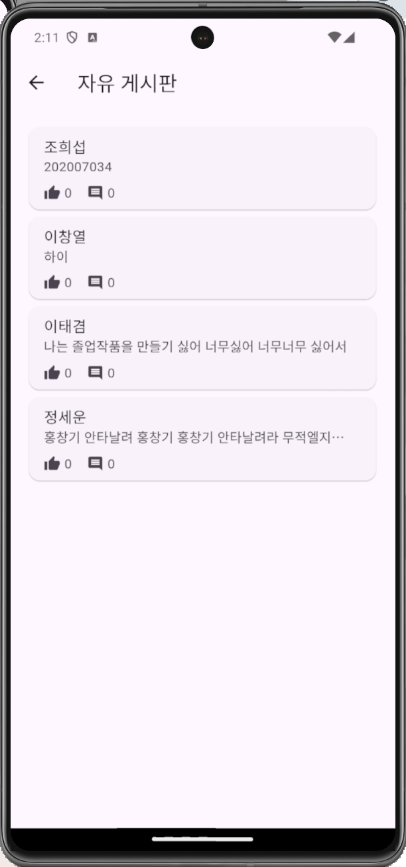 2:11
자유 게시판
조희섭
202007034
0 0
이창열
하이
0 0
이태겸
나는 졸업작품을 만들기 싫어 너무싫어 너무너무 싫어서
0 0
정세운
홍창기 안타날려 홍창기 홍창기 안타날려라 무적엘지…
0 0